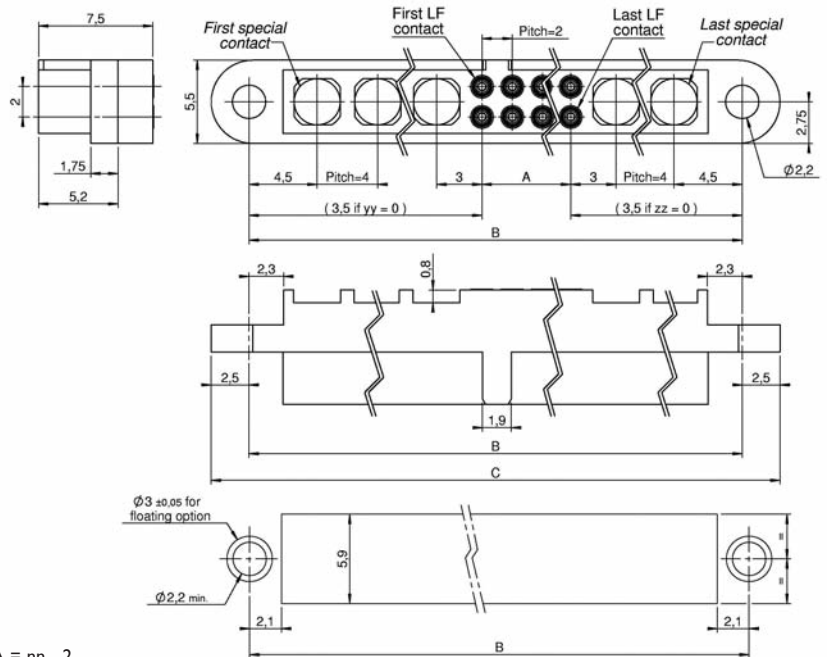 7,5
2
1,75
5,2
First special
contact
First LF
contact
Pitch=2
Last LF
contact
Last special
contact
5,5
2,75
Ø2,2
4,5
Pitch=4
3
A
3
Pitch=4
4,5
( 3,5 if yy = 0 )
( 3,5 if zz = 0 )
B
2,3
0,8
2,3
2,5
1,9
2,5
B
C
Ø3 ±0,05 for
floating option
5,9
=
=
Ø2,2 min.
2,1
2,1
B